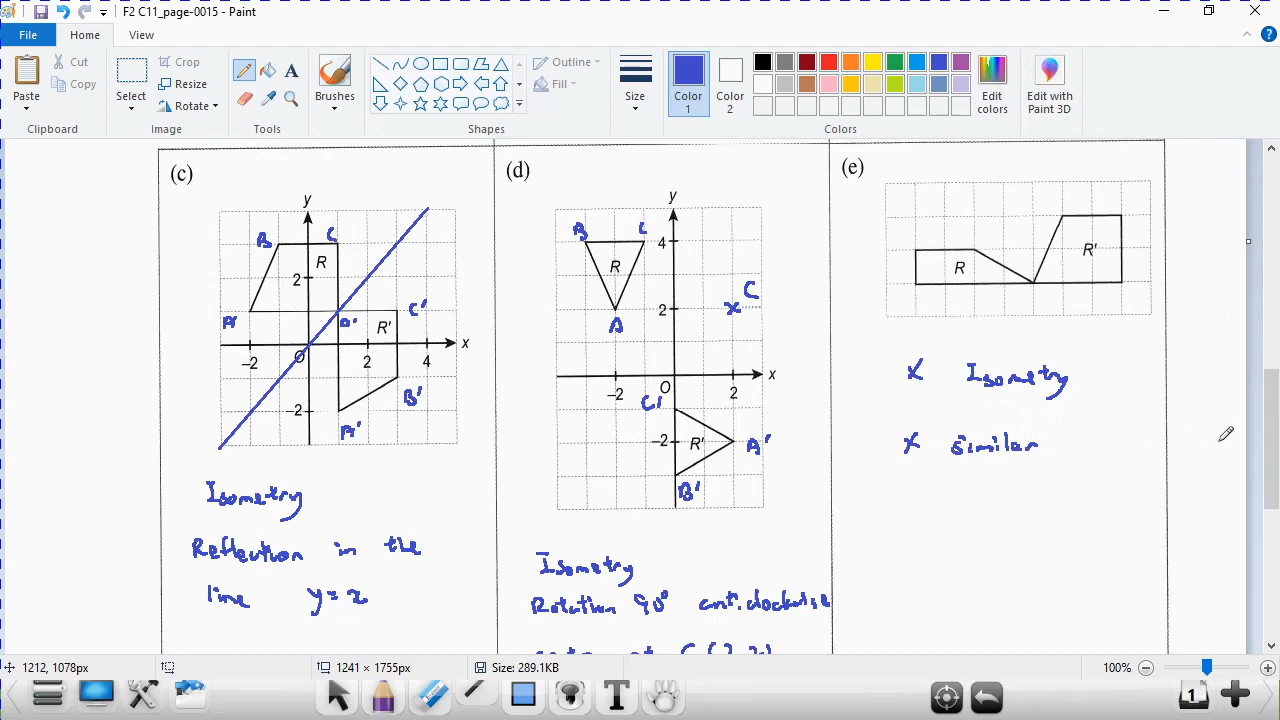 F2 C11_page-0015 - Paint
File
Home
View
Paste
Cut
Copy
Clipboard
Select
Crop
Resize
Rotate
Image
A
Tools
Brushes
Shapes
Outline
Fill
Size
Color 1
Color 2
Edit colors
Colors
Edit with Paint 3D
(c)
y
B C
R
2
A
D'
R'
C'
-2 O 2 4 x
-2
B'
A'
Isometry
Reflection in the
line y = x
(d)
y
B C 4
R
A 2
C
x
-2 O 2
C'
-2 R' A'
B'
Isometry
Rotation 90° anti.clockwise
(e)
R
R'
X Isometry
X similar
1212, 1078px
1241 × 1755px
Size: 289.1KB
100%
1